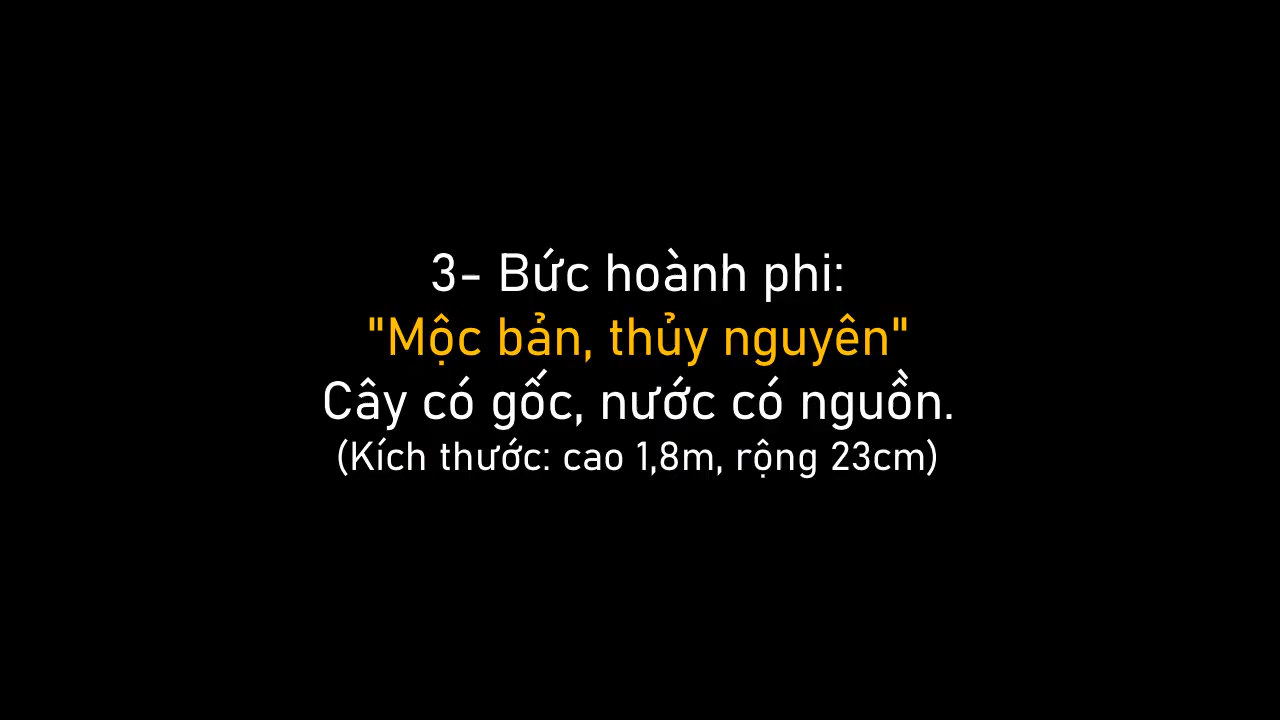 3- Bức hoành phi:
"Mộc bản, thủy nguyên"
Cây có gốc, nước có nguồn.
(Kích thước: cao 1,8m, rộng 23cm)